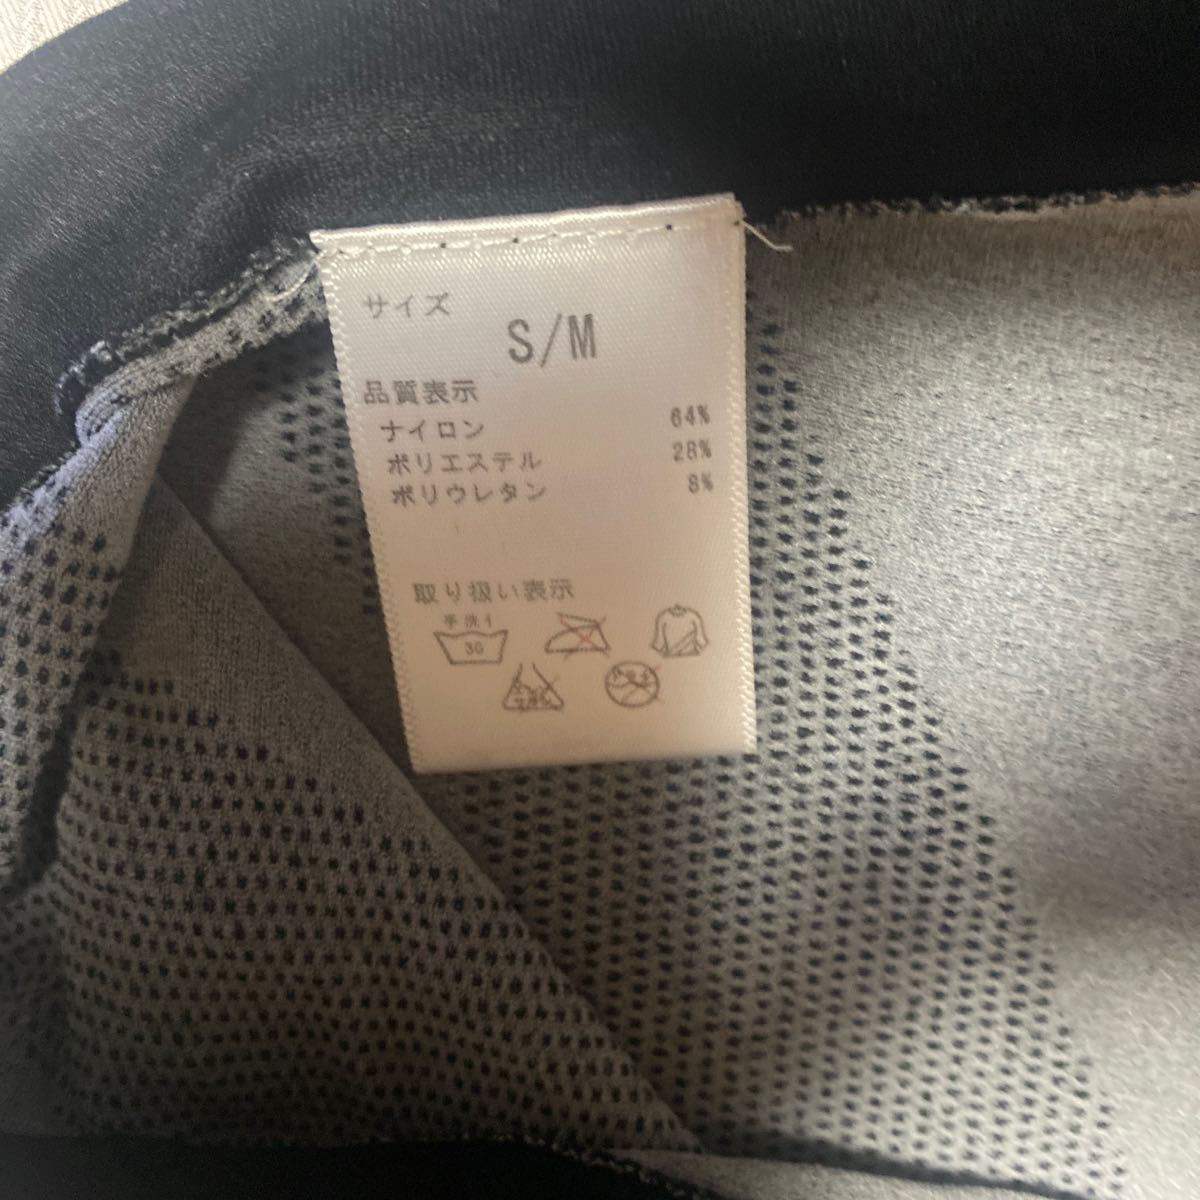 サイズ
S/M
品質表示
ナイロン 64%
ポリエステル 28%
ポリウレタン 8%
取り扱い表示
手洗イ
30